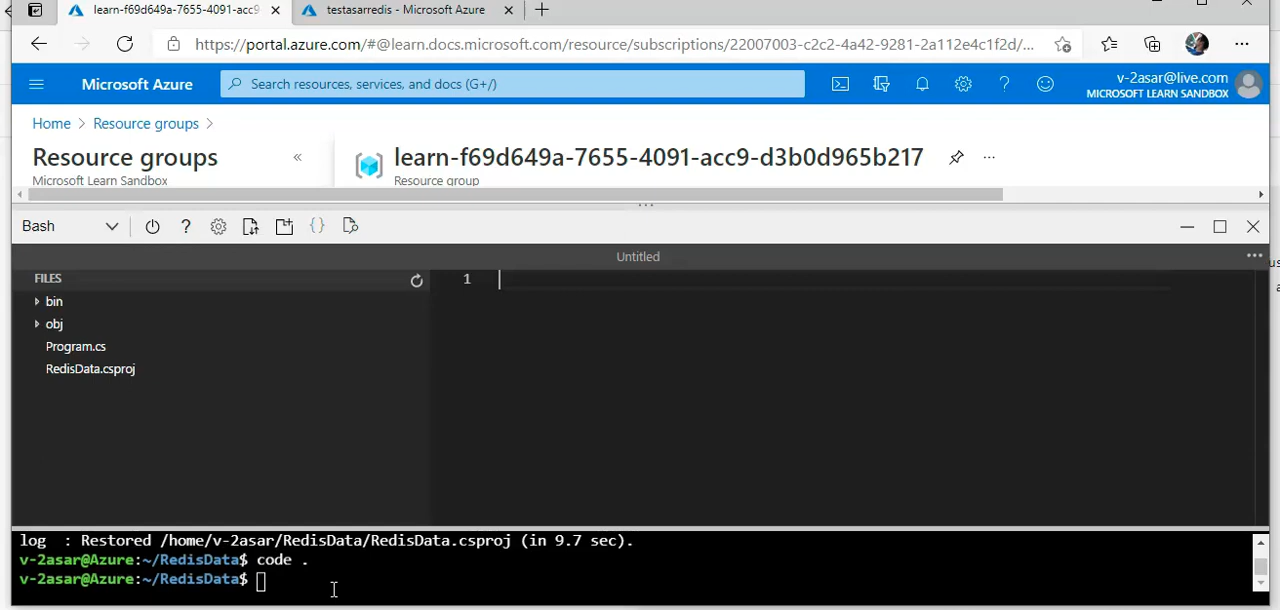 learn-f69d649a-7655-4091-acc9
testasarredis - Microsoft Azure
https://portal.azure.com/#@learn.docs.microsoft.com/resource/subscriptions/22007003-c2c2-4a42-9281-2a112e4c1f2d/...
Microsoft Azure
Search resources, services, and docs (G+/)
v-2asar@live.com
MICROSOFT LEARN SANDBOX
Home > Resource groups >
Resource groups
Microsoft Learn Sandbox
«
learn-f69d649a-7655-4091-acc9-d3b0d965b217
Resource group
Bash
Untitled
FILES
bin
obj
Program.cs
RedisData.csproj
1
log : Restored /home/v-2asar/RedisData/RedisData.csproj (in 9.7 sec).
v-2asar@Azure:~/RedisData$ code .
v-2asar@Azure:~/RedisData$